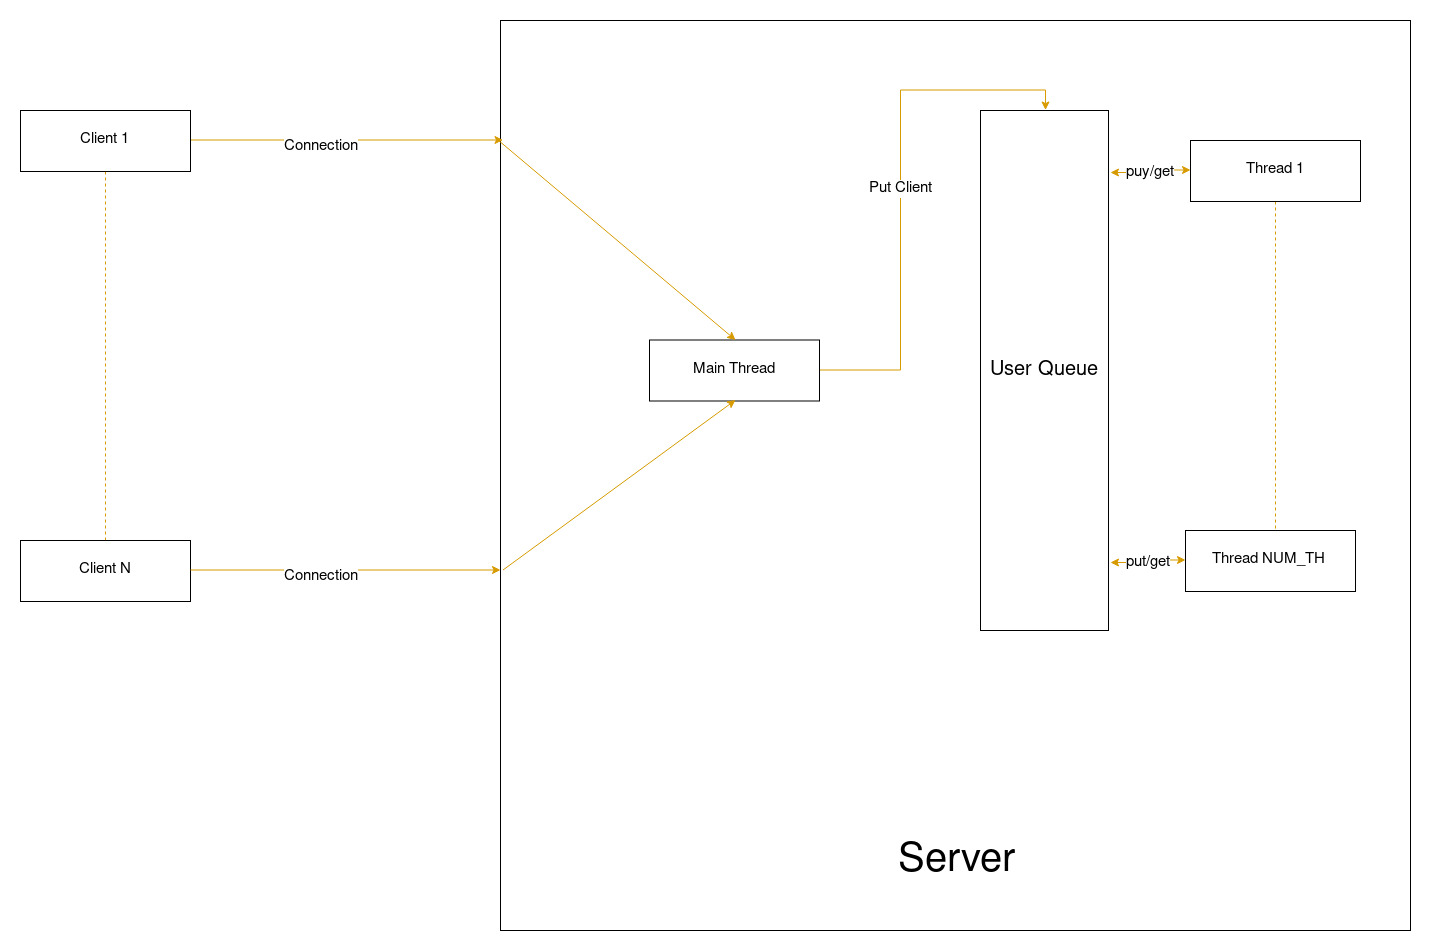 Client 1
Connection
Put Client
puy/get
Thread 1
Main Thread
User Queue
Client N
Connection
put/get
Thread NUM_TH
Server